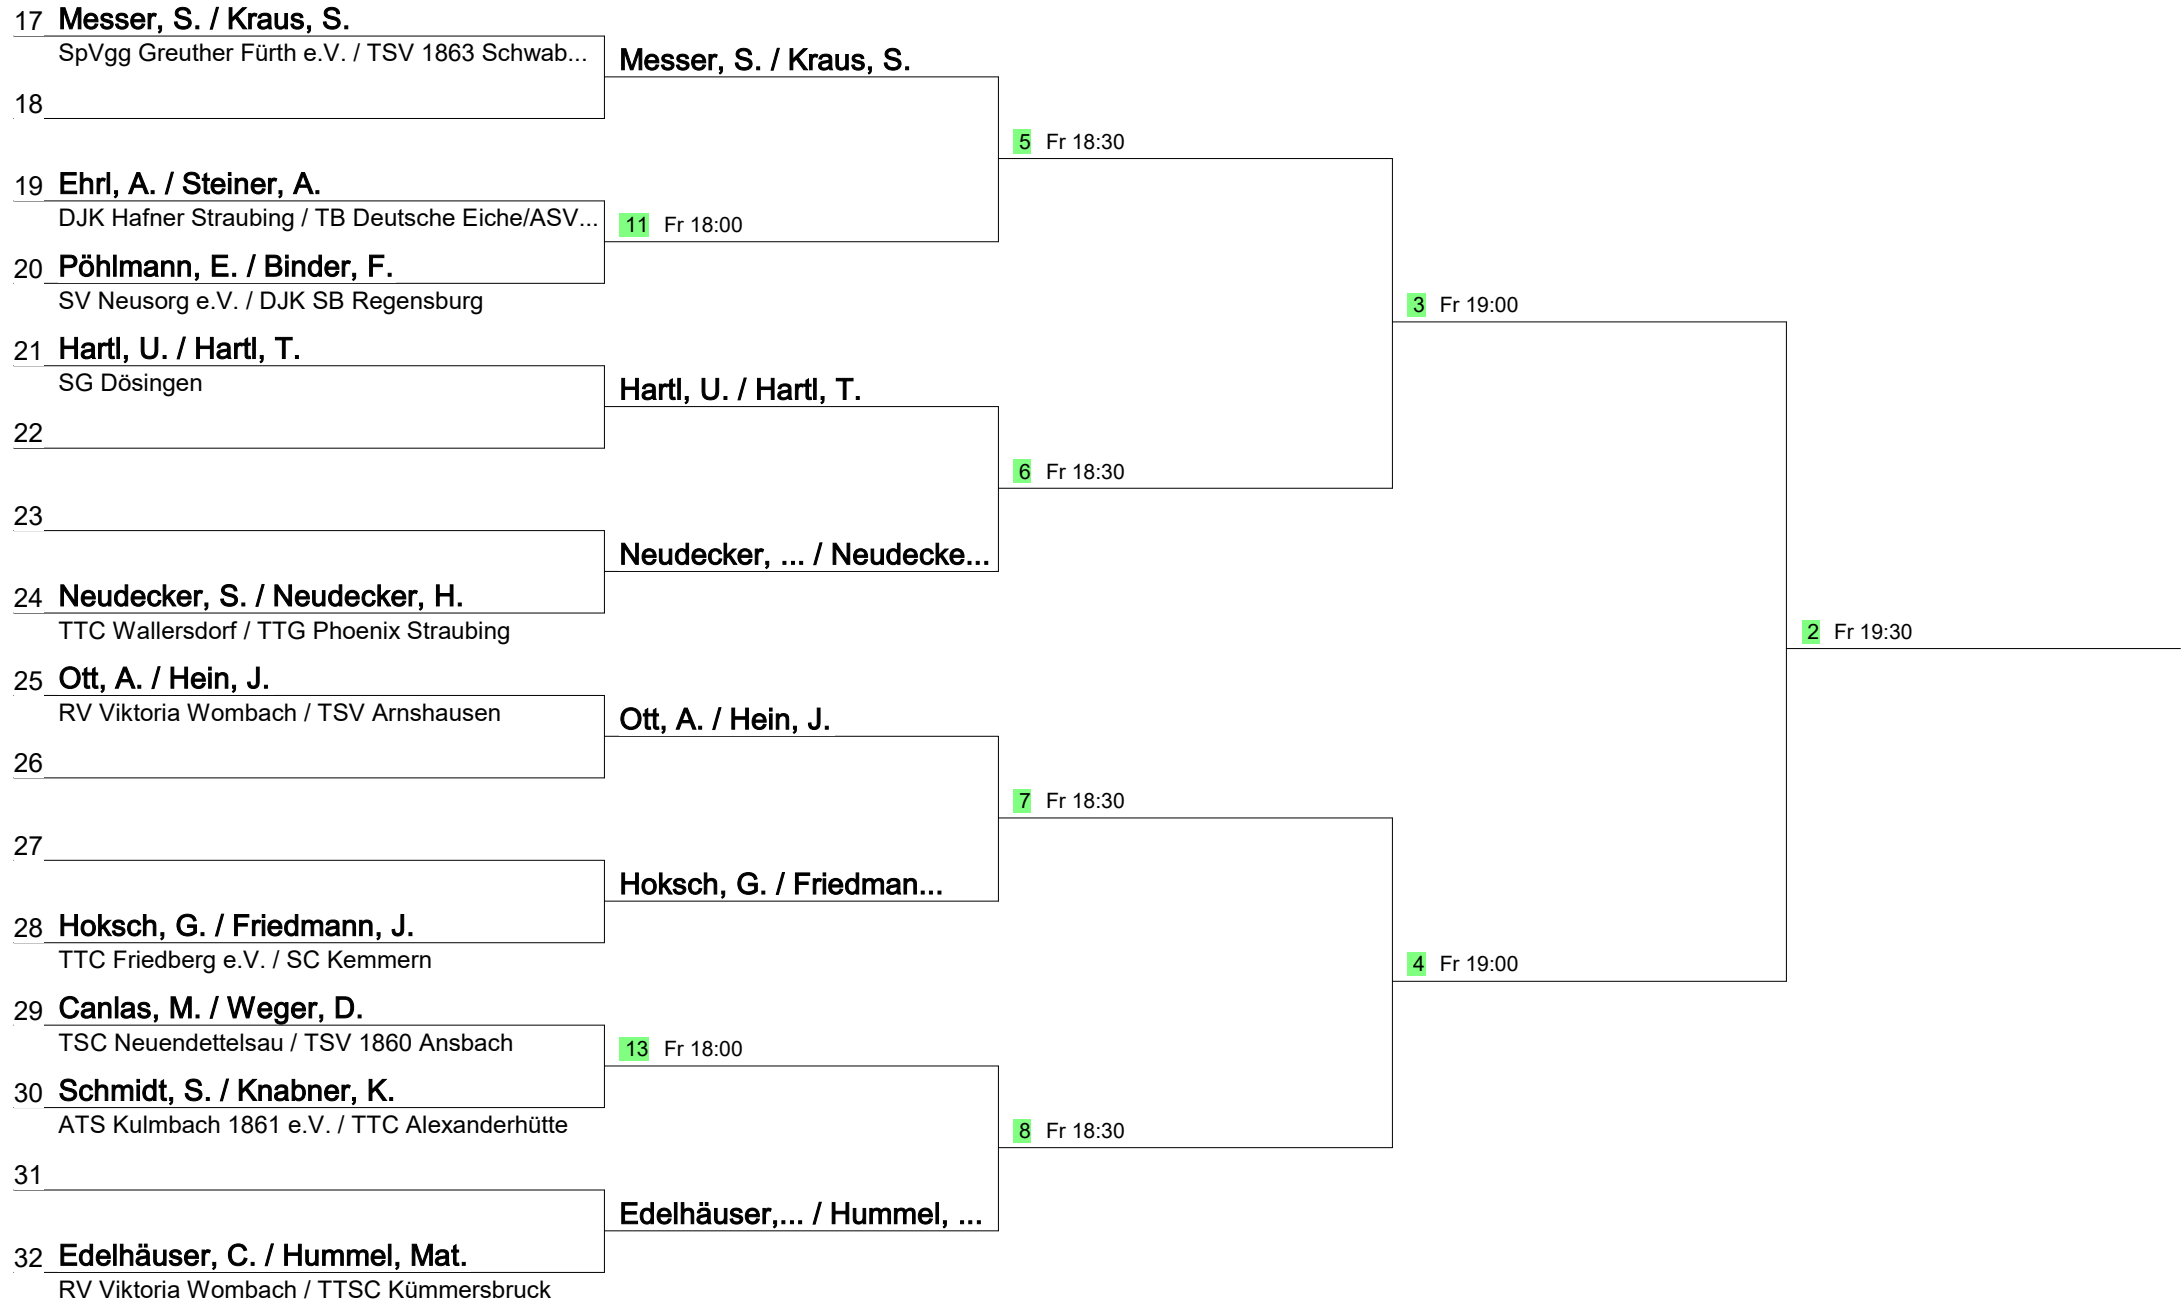 17 Messer, S. / Kraus, S.
SpVgg Greuther Fürth e.V. / TSV 1863 Schwab...
Messer, S. / Kraus, S.
18
5 Fr 18:30
19 Ehrl, A. / Steiner, A.
DJK Hafner Straubing / TB Deutsche Eiche/ASV...
11 Fr 18:00
20 Pöhlmann, E. / Binder, F.
SV Neusorg e.V. / DJK SB Regensburg
3 Fr 19:00
21 Hartl, U. / Hartl, T.
SG Dösingen
Hartl, U. / Hartl, T.
22
6 Fr 18:30
23
Neudecker, ... / Neudecke...
24 Neudecker, S. / Neudecker, H.
TTC Wallersdorf / TTG Phoenix Straubing
2 Fr 19:30
25 Ott, A. / Hein, J.
RV Viktoria Wombach / TSV Arnshausen
Ott, A. / Hein, J.
26
7 Fr 18:30
27
Hoksch, G. / Friedman...
28 Hoksch, G. / Friedmann, J.
TTC Friedberg e.V. / SC Kemmern
4 Fr 19:00
29 Canlas, M. / Weger, D.
TSC Neuendettelsau / TSV 1860 Ansbach
13 Fr 18:00
30 Schmidt, S. / Knabner, K.
ATS Kulmbach 1861 e.V. / TTC Alexanderhütte
8 Fr 18:30
31
Edelhäuser,... / Hummel, ...
32 Edelhäuser, C. / Hummel, Mat.
RV Viktoria Wombach / TTSC Kümmersbruck